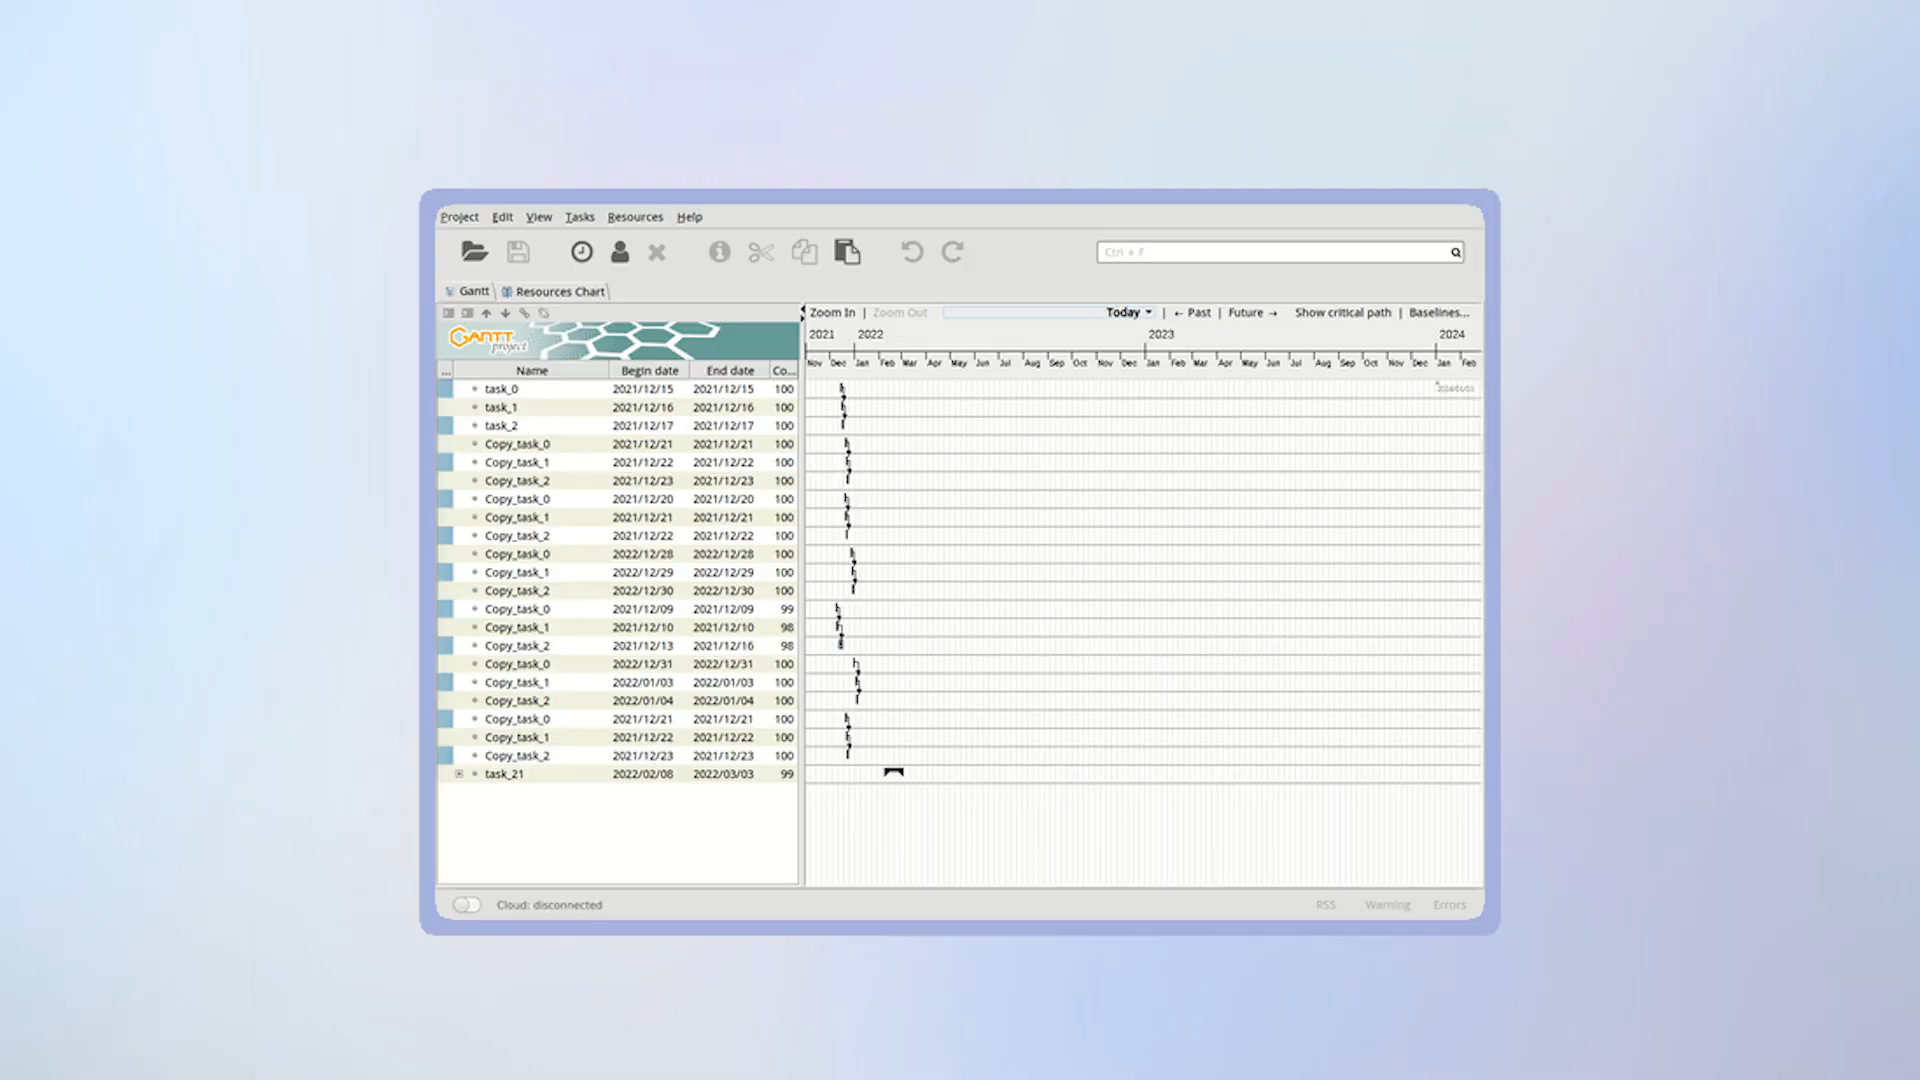 Project Edit View Tasks Resources Help
Ctrl + F
Gantt Resources Chart
Zoom In | Zoom Out Today | ← Past | Future → Show critical path | Baselines...
GANTT project
2021 2022 2023 2024
Nov Dec Jan Feb Mar Apr May Jun Jul Aug Sep Oct Nov Dec Jan Feb Mar Apr May Jun Jul Aug Sep Oct Nov Dec Jan Feb
... Name Begin date End date Co...
task_0 2021/12/15 2021/12/15 100
task_1 2021/12/16 2021/12/16 100
task_2 2021/12/17 2021/12/17 100
Copy_task_0 2021/12/21 2021/12/21 100
Copy_task_1 2021/12/22 2021/12/22 100
Copy_task_2 2021/12/23 2021/12/23 100
Copy_task_0 2021/12/20 2021/12/20 100
Copy_task_1 2021/12/21 2021/12/21 100
Copy_task_2 2021/12/22 2021/12/22 100
Copy_task_0 2022/12/28 2022/12/28 100
Copy_task_1 2022/12/29 2022/12/29 100
Copy_task_2 2022/12/30 2022/12/30 100
Copy_task_0 2021/12/09 2021/12/09 99
Copy_task_1 2021/12/10 2021/12/10 98
Copy_task_2 2021/12/13 2021/12/16 98
Copy_task_0 2022/12/31 2022/12/31 100
Copy_task_1 2022/01/03 2022/01/03 100
Copy_task_2 2022/01/04 2022/01/04 100
Copy_task_0 2021/12/21 2021/12/21 100
Copy_task_1 2021/12/22 2021/12/22 100
Copy_task_2 2021/12/23 2021/12/23 100
task_21 2022/02/08 2022/03/03 99
Cloud: disconnected RSS Warning Errors